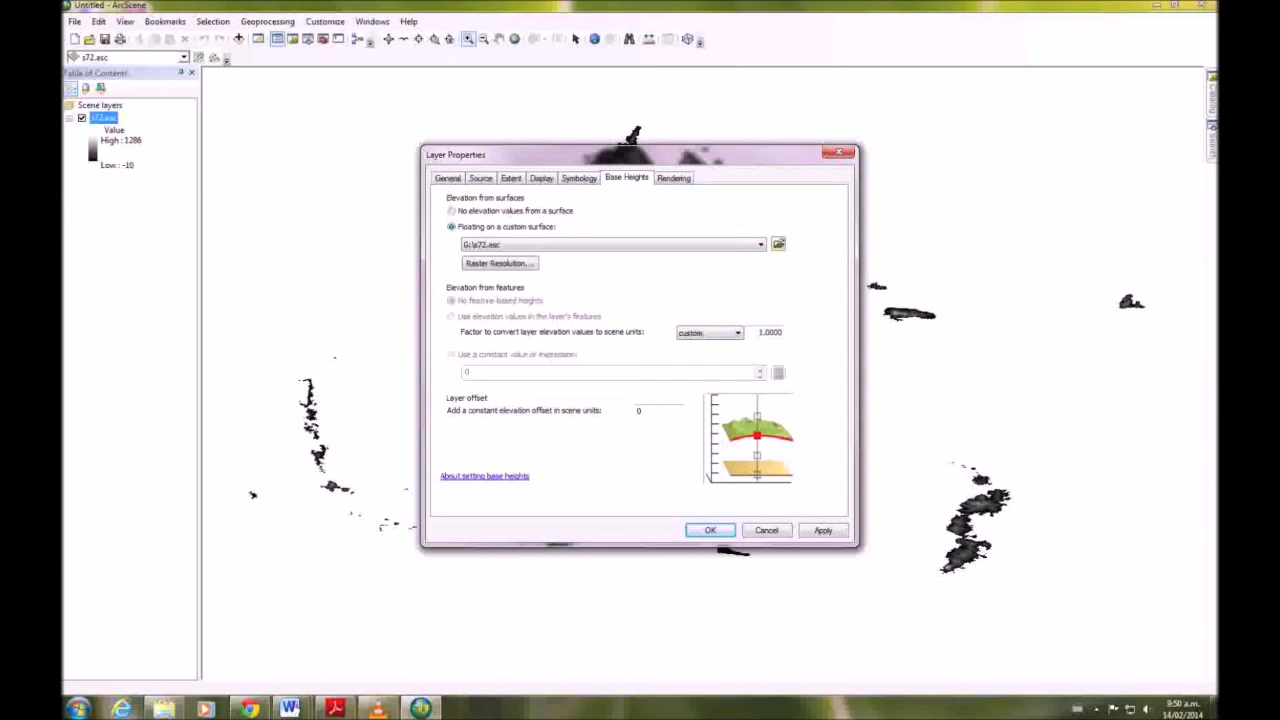 Untitled - ArcScene
File Edit View Bookmarks Selection Geoprocessing Customize Windows Help
s72.asc
Table of Contents
Scene layers
s72.asc
Value
High : 1286
Low : -10
Layer Properties
General Source Extent Display Symbology Base Heights Rendering
Elevation from surfaces
No elevation values from a surface
Floating on a custom surface:
G:\s72.asc
Raster Resolution...
Elevation from features
No feature-based heights
Use elevation values in the layer's features
Factor to convert layer elevation values to scene units: custom 1.0000
Use a constant value or expression:
0
Layer offset
Add a constant elevation offset in scene units: 0
About setting base heights
OK Cancel Apply
9:50 a.m.
14/02/2014